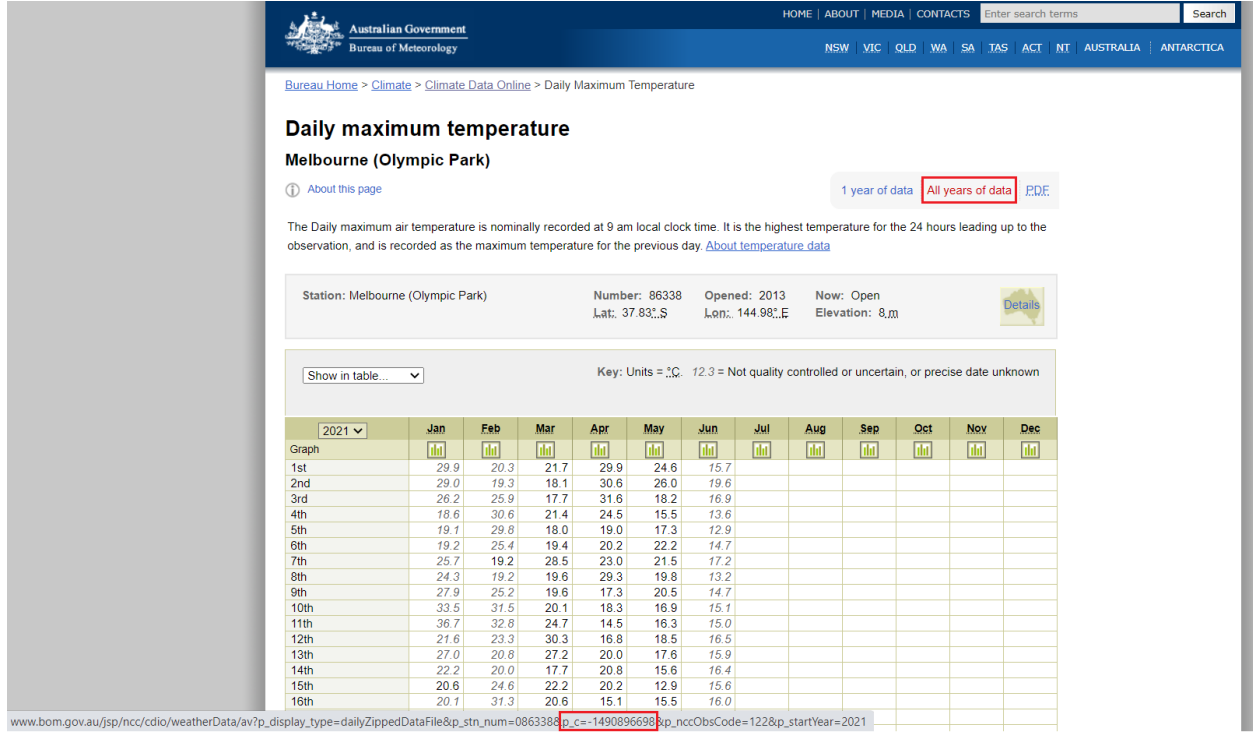 HOME | ABOUT | MEDIA | CONTACTS Enter search terms Search
Australian Government
Bureau of Meteorology
NSW VIC QLD WA SA TAS ACT NT AUSTRALIA ANTARCTICA
Bureau Home > Climate > Climate Data Online > Daily Maximum Temperature
Daily maximum temperature
Melbourne (Olympic Park)
About this page
1 year of data All years of data PDF
The Daily maximum air temperature is nominally recorded at 9 am local clock time. It is the highest temperature for the 24 hours leading up to the
observation, and is recorded as the maximum temperature for the previous day. About temperature data
Station: Melbourne (Olympic Park) Number: 86338 Opened: 2013 Now: Open
Lat: 37.83° S Lon: 144.98° E Elevation: 8 m
Details
Show in table... Key: Units = °C. 12.3 = Not quality controlled or uncertain, or precise date unknown
2021 Jan Feb Mar Apr May Jun Jul Aug Sep Oct Nov Dec
Graph
1st 29.9 20.3 21.7 29.9 24.6 15.7
2nd 29.0 19.3 18.1 30.6 26.0 19.6
3rd 26.2 25.9 17.7 31.6 18.2 16.9
4th 18.6 30.6 21.4 24.5 15.5 13.6
5th 19.1 29.8 18.0 19.0 17.3 12.9
6th 19.2 25.4 19.4 20.2 22.2 14.7
7th 25.7 19.2 28.5 23.0 21.5 17.2
8th 24.3 19.2 19.6 29.3 19.8 13.2
9th 27.9 25.2 19.6 17.3 20.5 14.7
10th 33.5 31.5 20.1 18.3 16.9 15.1
11th 36.7 32.8 24.7 14.5 16.3 15.0
12th 21.6 23.3 30.3 16.8 18.5 16.5
13th 27.0 20.8 27.2 20.0 17.6 15.9
14th 22.2 20.0 17.7 20.8 15.6 16.4
15th 20.6 24.6 22.2 20.2 12.9 15.6
16th 20.1 31.3 20.6 15.1 15.5 16.0
www.bom.gov.au/jsp/ncc/cdio/weatherData/av?p_display_type=dailyZippedDataFile&p_stn_num=086338&p_c=-1490896698&p_nccObsCode=122&p_startYear=2021